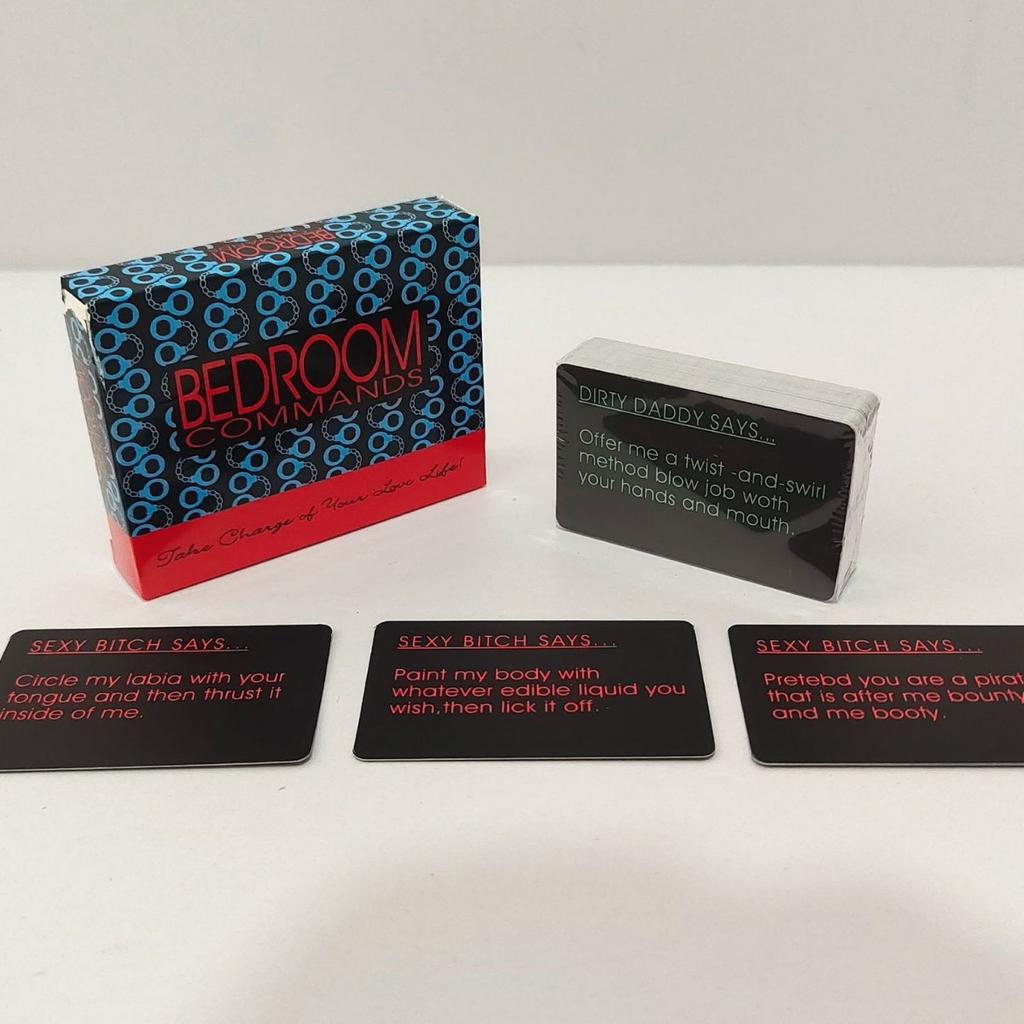 BEDROOM
BEDROOM
COMMANDS
Take Charge of Your Love Life!
DIRTY DADDY SAYS...
Offer me a twist -and-swirl
method blow job woth
your hands and mouth.
SEXY BITCH SAYS...
Circle my labia with your
tongue and then thrust it
inside of me.
SEXY BITCH SAYS...
Paint my body with
whatever edible liquid you
wish,then lick it off.
SEXY BITCH SAYS...
Pretebd you are a pirat
that is after me bounty
and me booty.